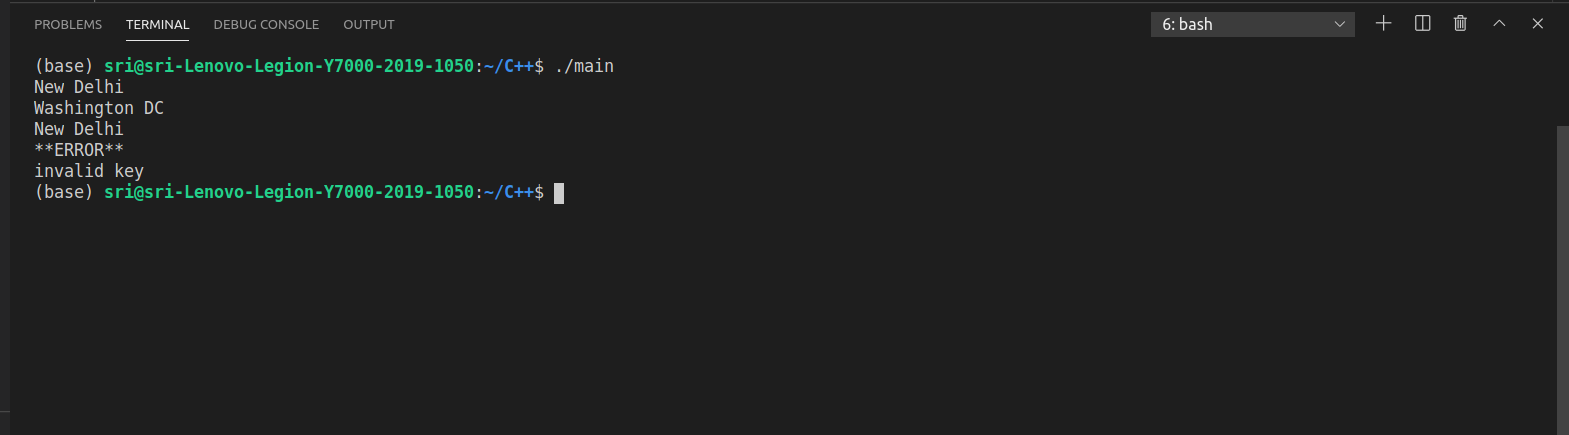 PROBLEMS TERMINAL DEBUG CONSOLE OUTPUT 6: bash
(base) sri@sri-Lenovo-Legion-Y7000-2019-1050:~/C++$ ./main
New Delhi
Washington DC
New Delhi
**ERROR**
invalid key
(base) sri@sri-Lenovo-Legion-Y7000-2019-1050:~/C++$